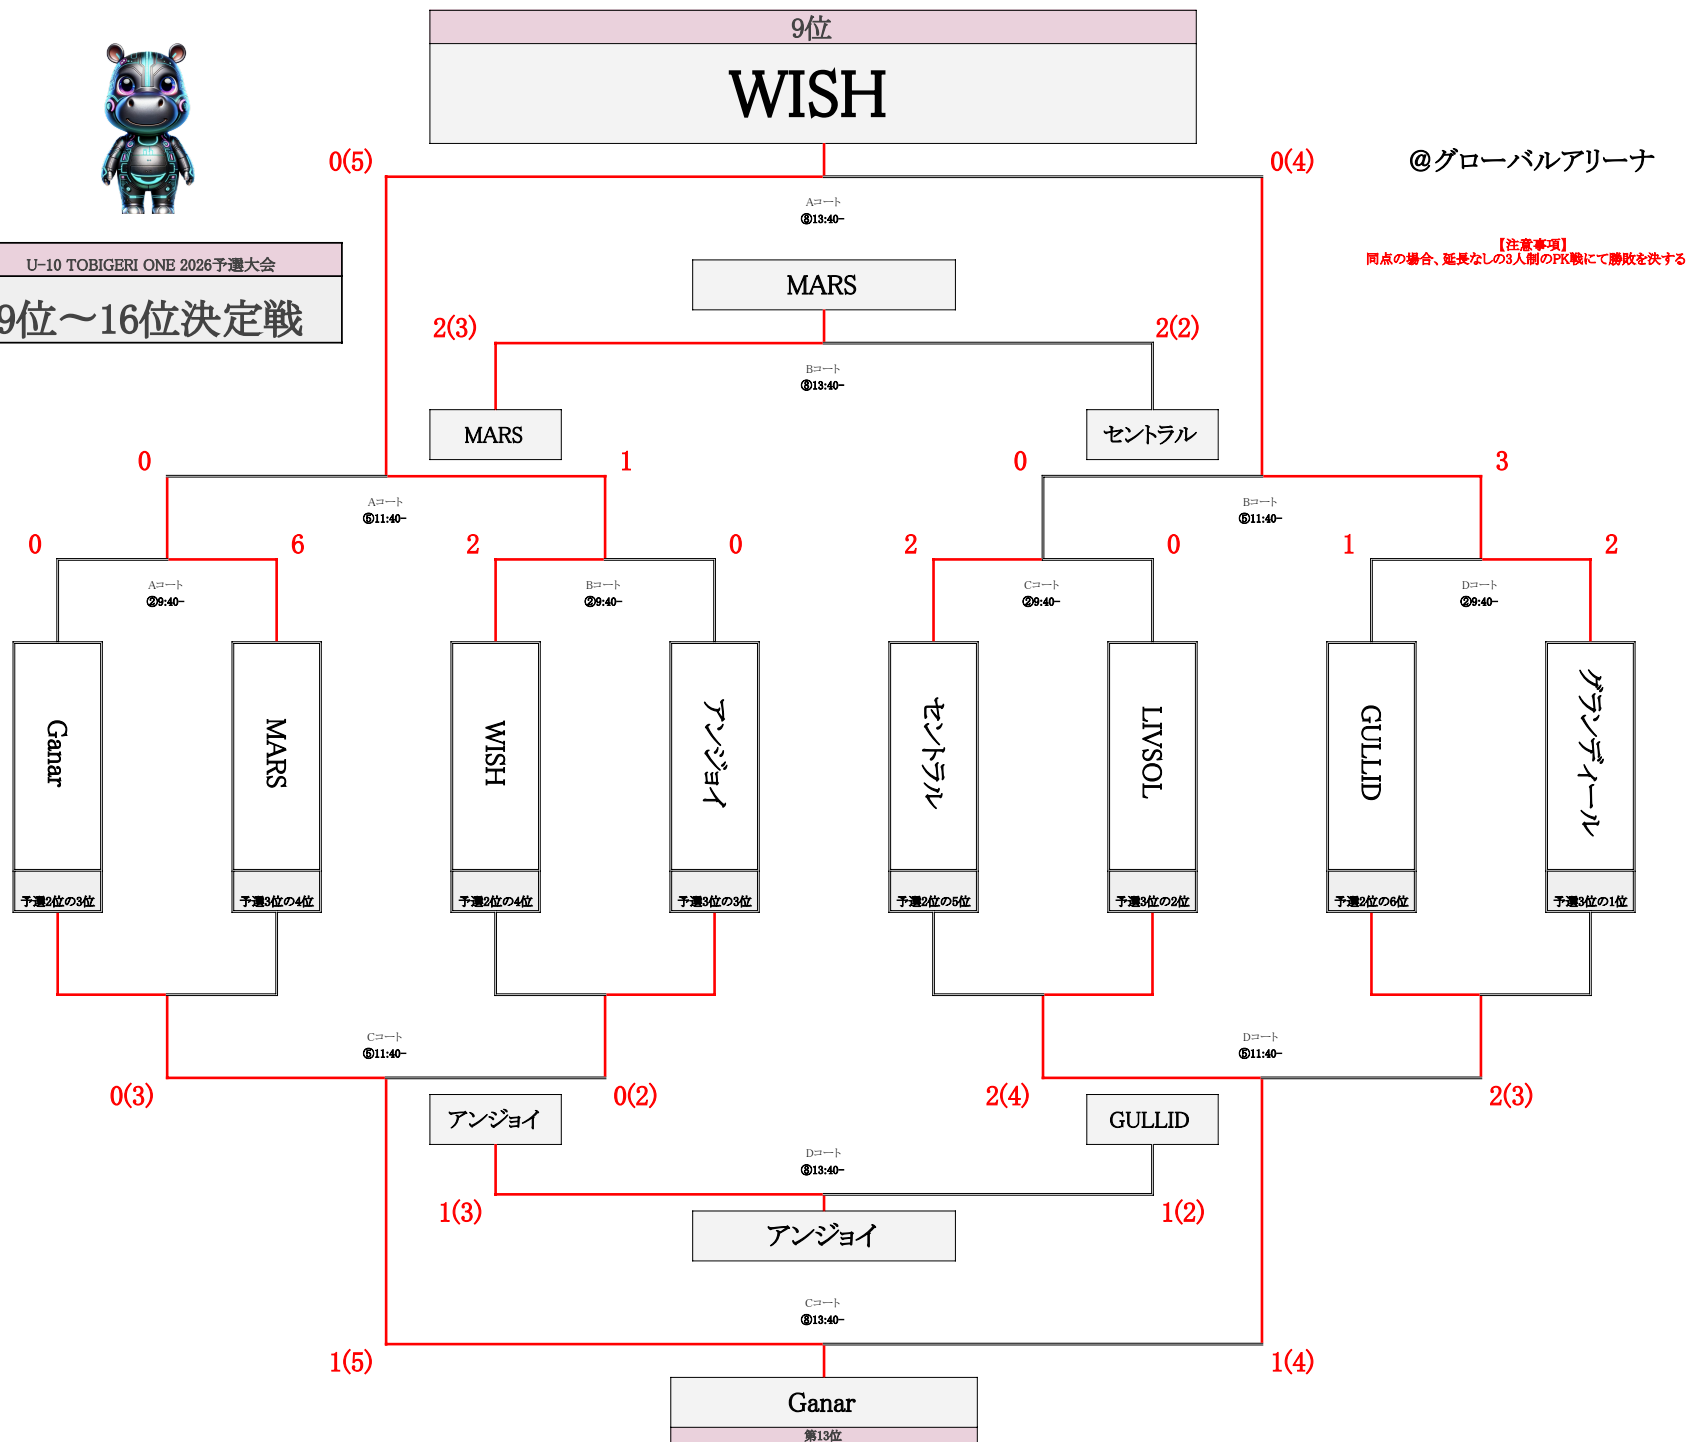 9位
WISH
0(5)
0(4)
@グローバルアリーナ
Aコート
⑧13:40-
【注意事項】
同点の場合、延長なしの3人制のPK戦にて勝敗を決する
U-10 TOBIGERI ONE 2026予選大会
9位～16位決定戦
MARS
2(3)
2(2)
Bコート
⑧13:40-
MARS
セントラル
0
1
0
3
Aコート
⑤11:40-
Bコート
⑤11:40-
0
6
2
0
2
0
1
2
Aコート
②9:40-
Bコート
②9:40-
Cコート
②9:40-
Dコート
②9:40-
Ganar
MARS
WISH
アンジョイ
セントラル
LIVSOL
GULLID
グランディール
予選2位の3位
予選3位の4位
予選2位の4位
予選3位の3位
予選2位の5位
予選3位の2位
予選2位の6位
予選3位の1位
Cコート
⑤11:40-
Dコート
⑤11:40-
0(3)
0(2)
2(4)
2(3)
アンジョイ
GULLID
Dコート
⑧13:40-
1(3)
1(2)
アンジョイ
Cコート
⑧13:40-
1(5)
1(4)
Ganar
第13位